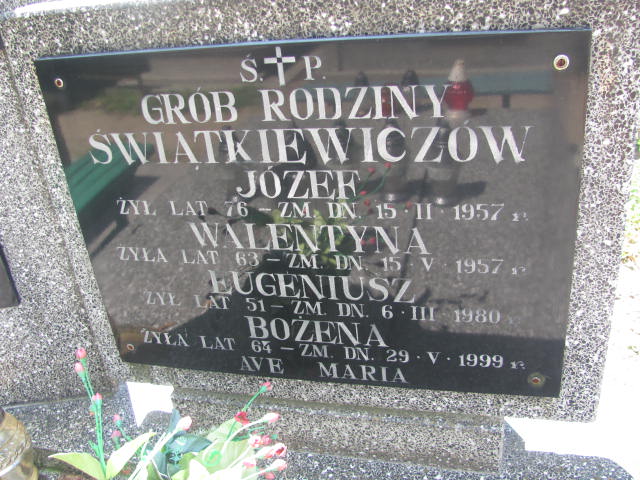 Ś. P.
GRÓB RODZINY
ŚWIĄTKIEWICZÓW
JÓZEF
ŻYŁ LAT 76 - ZM. DN. 15 · II · 1957 r.
WALENTYNA
ŻYŁA LAT 63 - ZM. DN. 15 · V · 1957 r.
EUGENIUSZ
ŻYŁ LAT 51 - ZM. DN. 6 · III · 1980 r.
BOŻENA
ŻYŁA LAT 64 - ZM. DN. 29 · V · 1999 r.
AVE MARIA